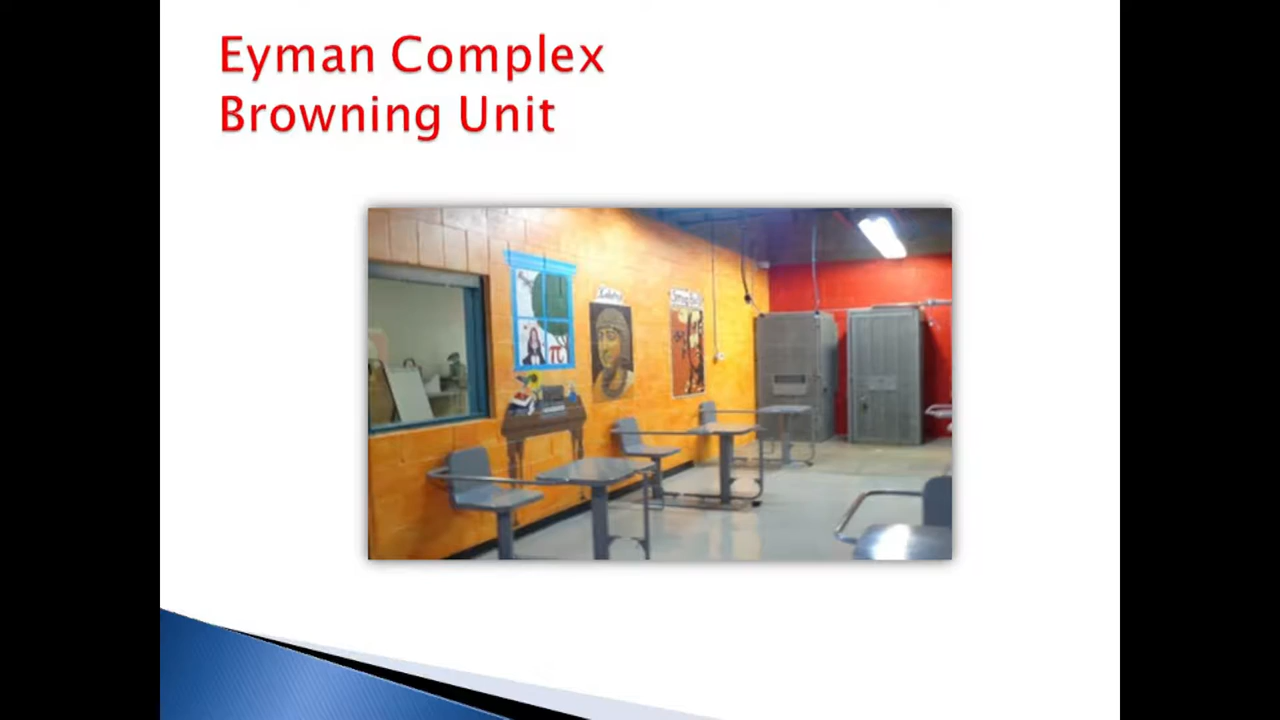 Eyman Complex
Browning Unit
π